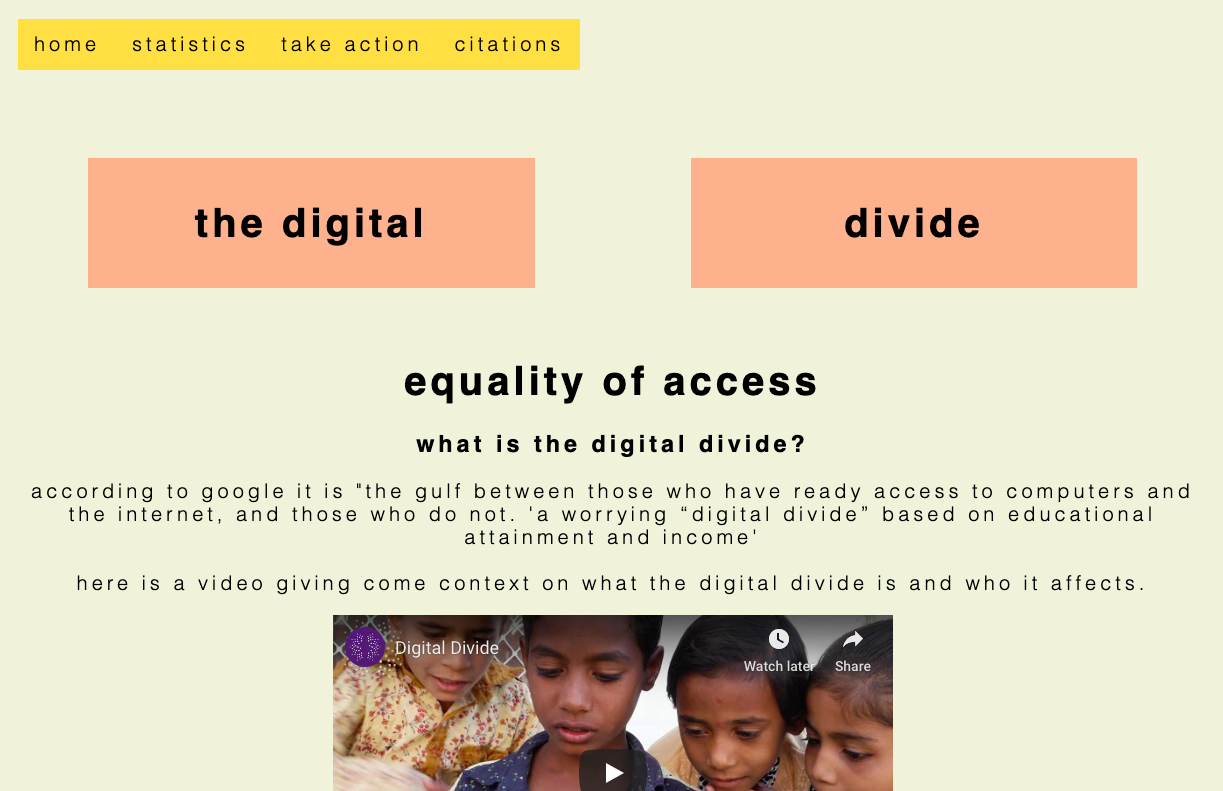 home statistics take action citations
the digital divide
equality of access
what is the digital divide?
according to google it is "the gulf between those who have ready access to computers and
the internet, and those who do not. 'a worrying “digital divide” based on educational
attainment and income'
here is a video giving come context on what the digital divide is and who it affects.
Digital Divide
Watch later Share